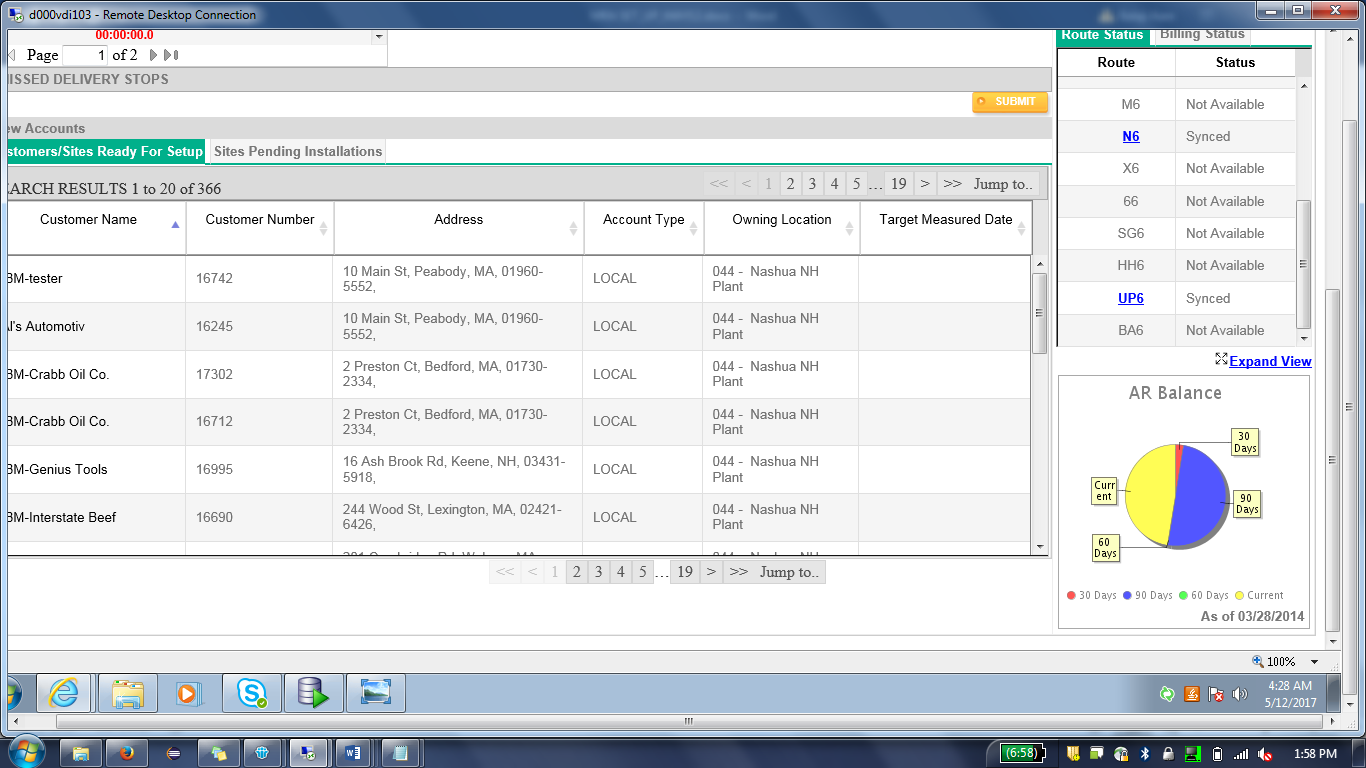 d000vdi103 - Remote Desktop Connection
00:00:00.0
Page 1 of 2
ISSED DELIVERY STOPS
SUBMIT
ew Accounts
stomers/Sites Ready For Setup Sites Pending Installations
EARCH RESULTS 1 to 20 of 366
<< < 1 2 3 4 5 ... 19 > >> Jump to..
Customer Name Customer Number Address Account Type Owning Location Target Measured Date
BM-tester 16742 10 Main St, Peabody, MA, 01960-5552, LOCAL 044 - Nashua NH Plant
Al's Automotiv 16245 10 Main St, Peabody, MA, 01960-5552, LOCAL 044 - Nashua NH Plant
BM-Crabb Oil Co. 17302 2 Preston Ct, Bedford, MA, 01730-2334, LOCAL 044 - Nashua NH Plant
BM-Crabb Oil Co. 16712 2 Preston Ct, Bedford, MA, 01730-2334, LOCAL 044 - Nashua NH Plant
BM-Genius Tools 16995 16 Ash Brook Rd, Keene, NH, 03431-5918, LOCAL 044 - Nashua NH Plant
BM-Interstate Beef 16690 244 Wood St, Lexington, MA, 02421-6426, LOCAL 044 - Nashua NH Plant
<< < 1 2 3 4 5 ... 19 > >> Jump to..
Route Status Billing Status
Route Status
M6 Not Available
N6 Synced
X6 Not Available
66 Not Available
SG6 Not Available
HH6 Not Available
UP6 Synced
BA6 Not Available
Expand View
AR Balance
30 Days
Current
90 Days
60 Days
30 Days 90 Days 60 Days Current
As of 03/28/2014
100%
4:28 AM
5/12/2017
(6:58)
1:58 PM